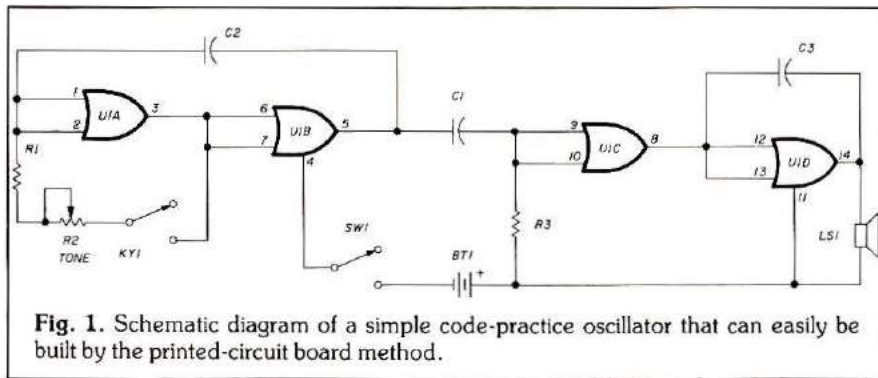 C2
C3
C1
1
2
U1A
3
6
7
U1B
5
4
9
10
U1C
8
12
13
U1D
14
11
R1
R2
TONE
KY1
SW1
BT1
+
R3
LS1
Fig. 1. Schematic diagram of a simple code-practice oscillator that can easily be
built by the printed-circuit board method.